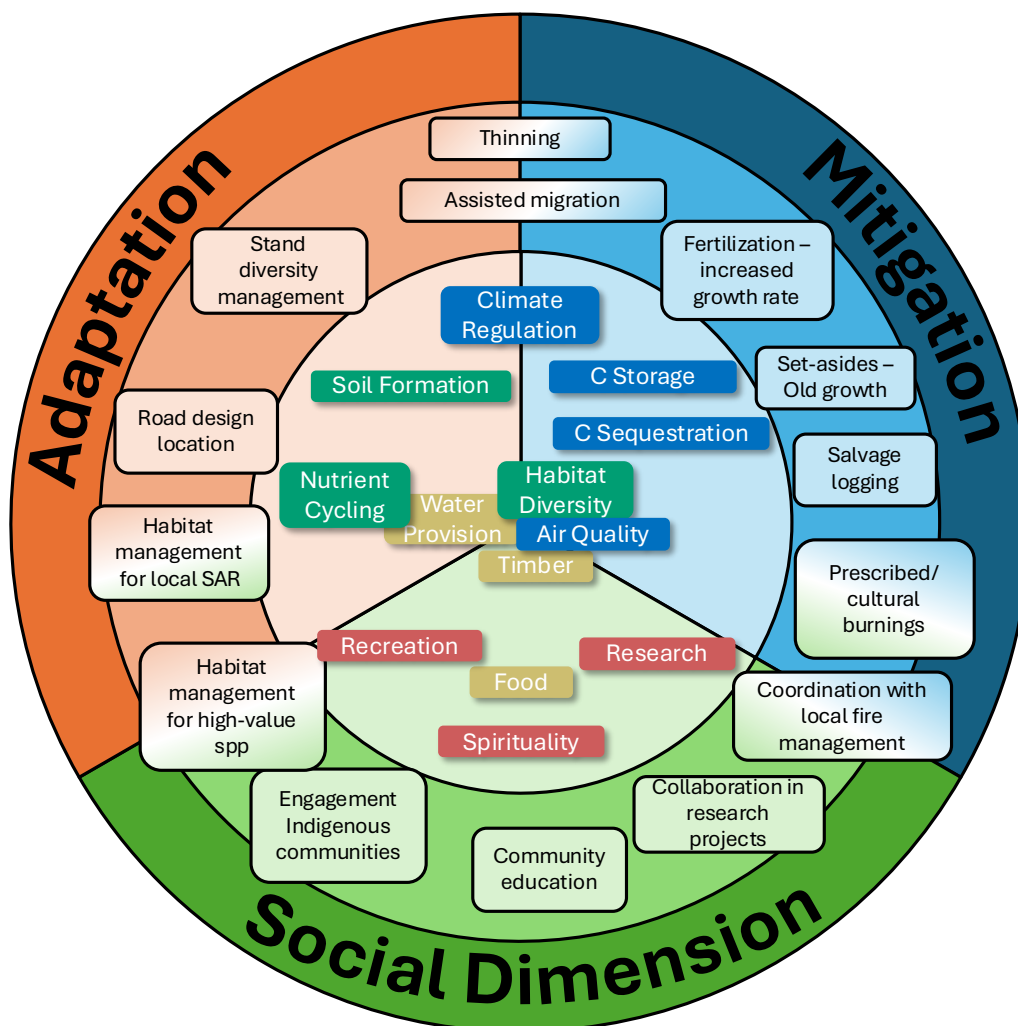 Adaptation
Mitigation
Social Dimension
Thinning
Assisted migration
Stand
diversity
management
Fertilization –
increased
growth rate
Climate
Regulation
Soil Formation
C Storage
Set-asides –
Old growth
Road design
location
C Sequestration
Salvage
logging
Nutrient
Cycling
Water
Provision
Habitat
Diversity
Air Quality
Timber
Habitat
management
for local SAR
Prescribed/
cultural
burnings
Recreation
Research
Food
Spirituality
Habitat
management
for high-value
spp
Coordination with
local fire
management
Engagement
Indigenous
communities
Community
education
Collaboration in
research
projects